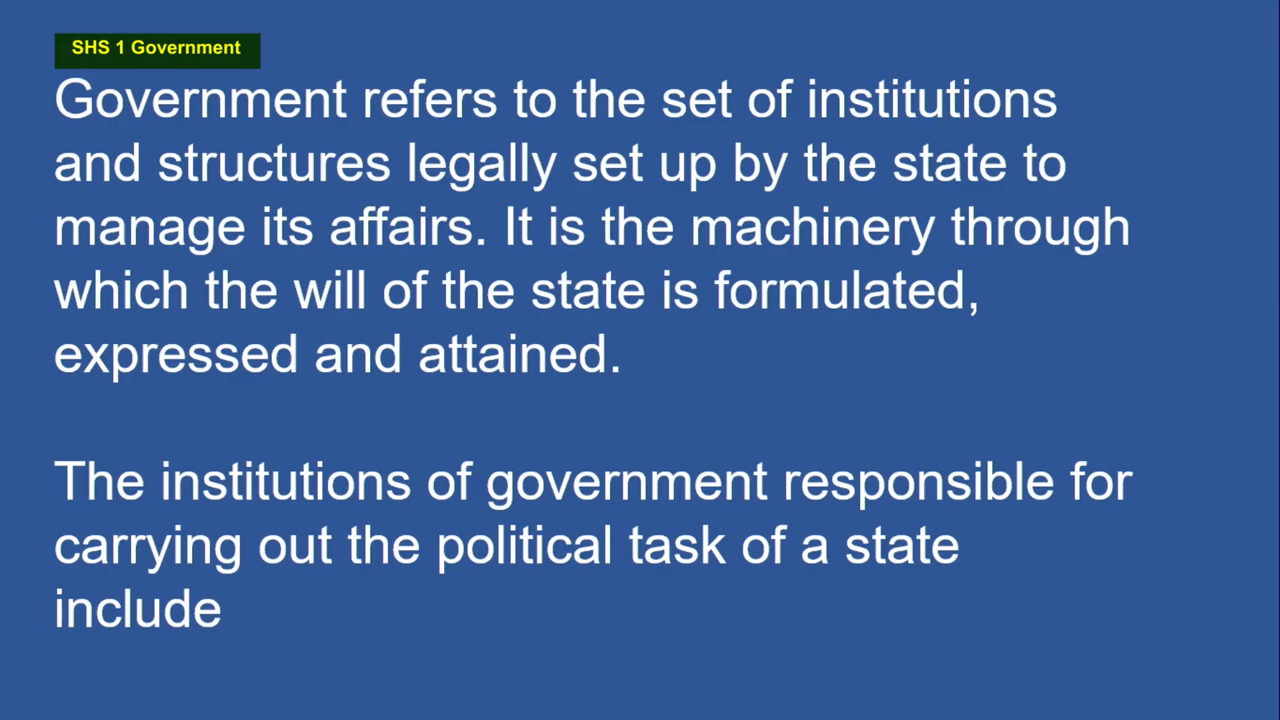 SHS 1 Government
Government refers to the set of institutions
and structures legally set up by the state to
manage its affairs. It is the machinery through
which the will of the state is formulated,
expressed and attained.
The institutions of government responsible for
carrying out the political task of a state
include